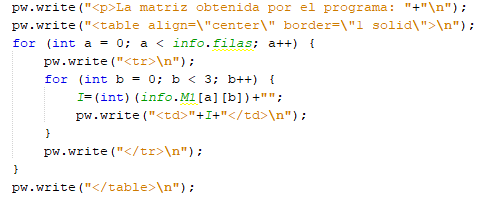 pw.write("<p>La matriz obtenida por el programa: "+"\n");
pw.write("<table align=\"center\" border=\"1 solid\">\n");
for (int a = 0; a < info.filas; a++) {
pw.write("<tr>\n");
for (int b = 0; b < 3; b++) {
I=(int)(info.M1[a][b])+"";
pw.write("<td>"+I+"</td>\n");
}
pw.write("</tr>\n");
}
pw.write("</table>\n");